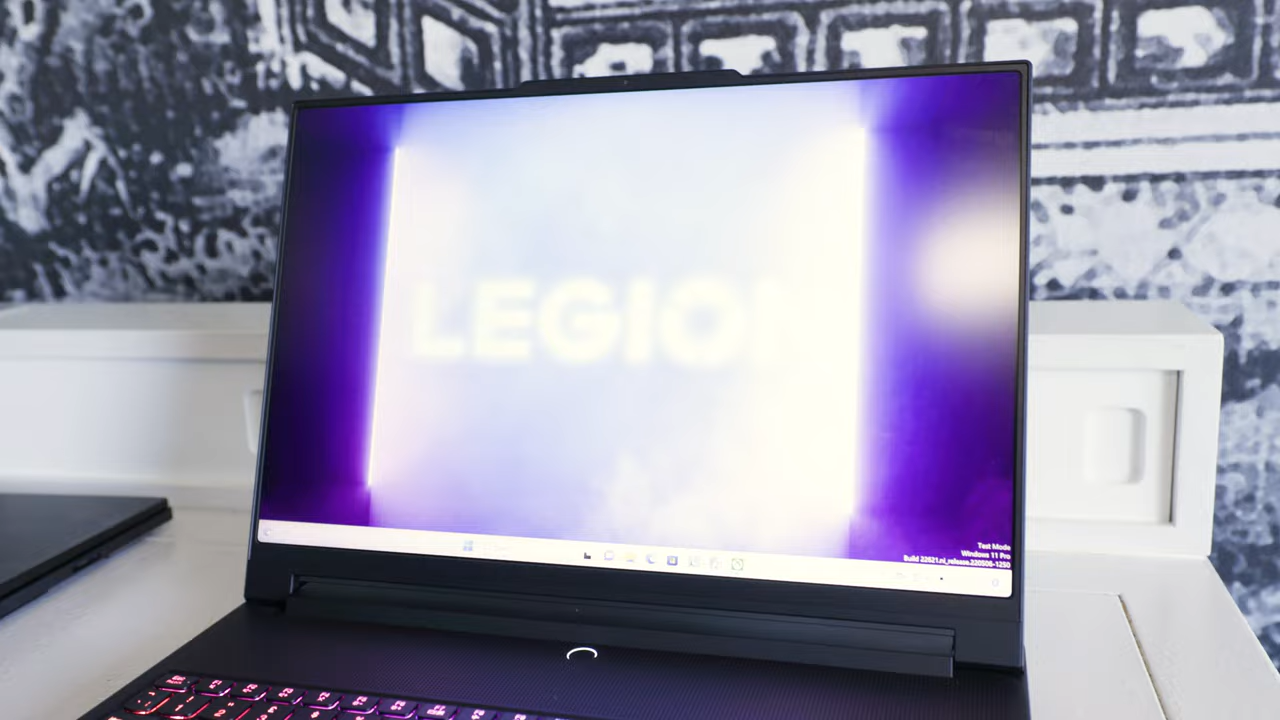 LEGION
Test Mode
Windows 11 Pro
Build 22621.ni_release.220506-1250